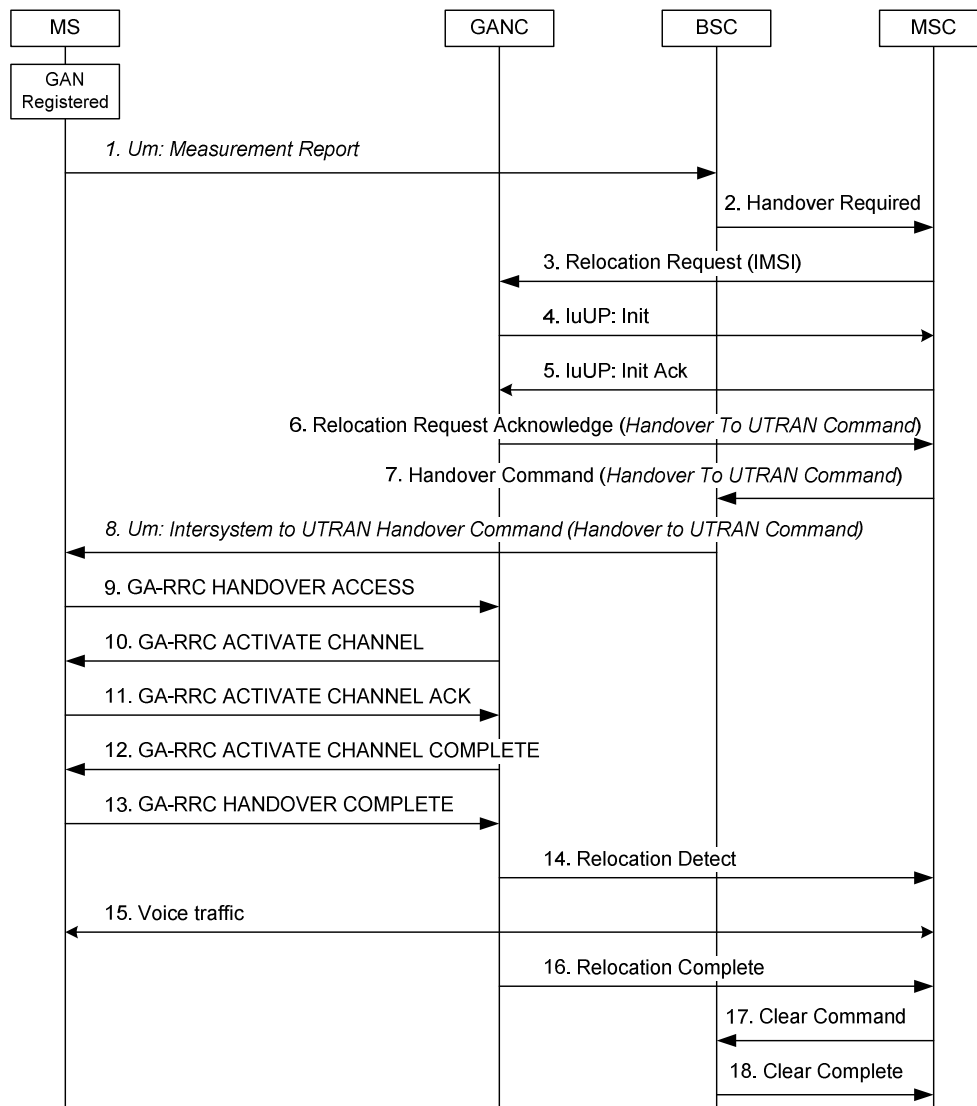 MS
GANC
BSC
MSC
GAN
Registered
1. Um: Measurement Report
2. Handover Required
3. Relocation Request (IMSI)
4. IuUP: Init
5. IuUP: Init Ack
6. Relocation Request Acknowledge (Handover To UTRAN Command)
7. Handover Command (Handover To UTRAN Command)
8. Um: Intersystem to UTRAN Handover Command (Handover to UTRAN Command)
9. GA-RRC HANDOVER ACCESS
10. GA-RRC ACTIVATE CHANNEL
11. GA-RRC ACTIVATE CHANNEL ACK
12. GA-RRC ACTIVATE CHANNEL COMPLETE
13. GA-RRC HANDOVER COMPLETE
14. Relocation Detect
15. Voice traffic
16. Relocation Complete
17. Clear Command
18. Clear Complete